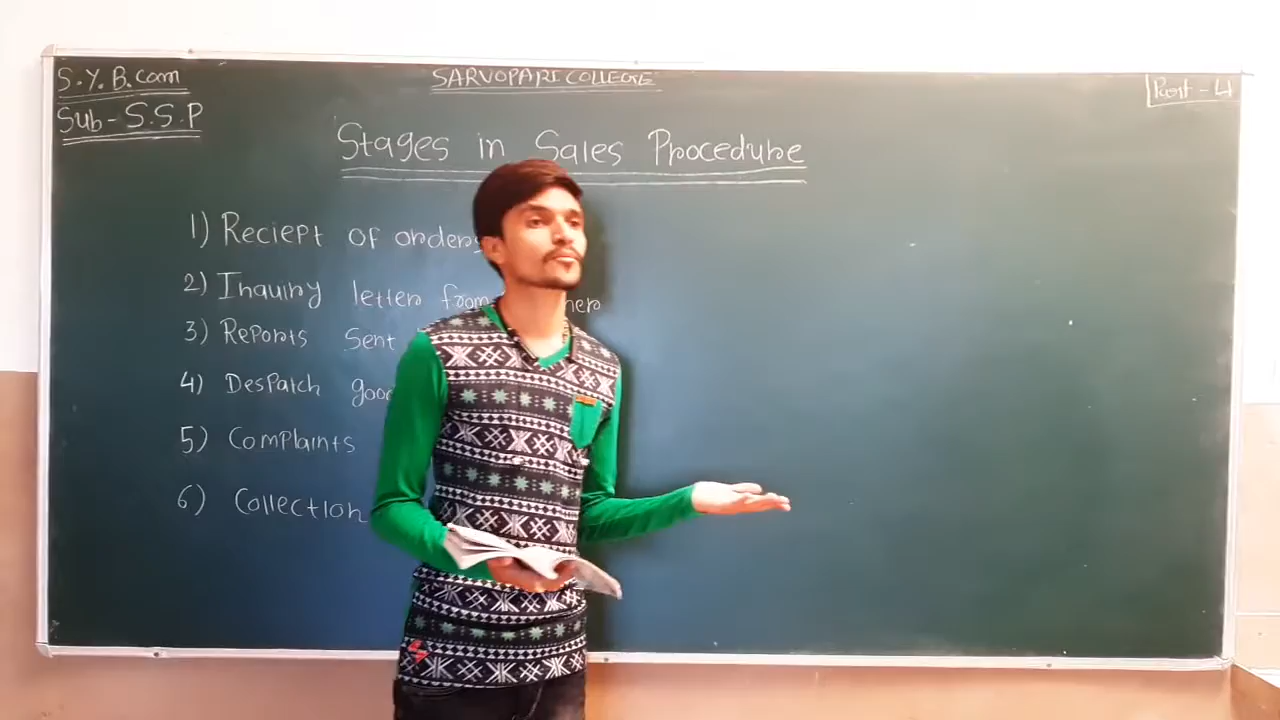 S.Y.B.com
SARVOPARI COLLEGE
Part - 4
Sub - S.S.P
Stages in Sales Procedure
1) Reciept of orders
2) Inquiry letter from
3) Reports Sent
4) Despatch
5) Complaints
6) Collection